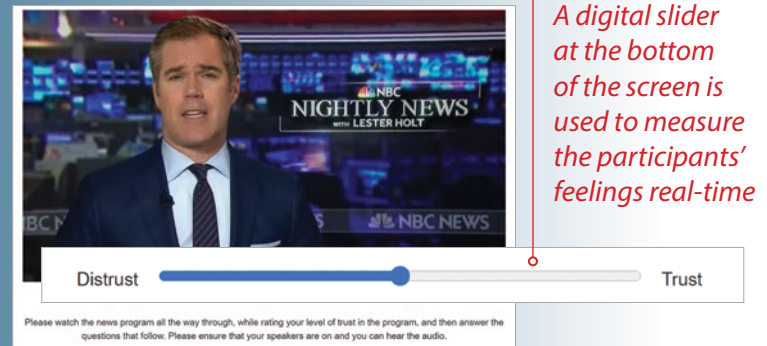 A digital slider
at the bottom
of the screen is
used to measure
the participants'
feelings real-time
NBC
NIGHTLY NEWS
WITH LESTER HOLT
BC N
S
NBC NEWS
Distrust
Trust
Please watch the news program all the way through, while rating your level of trust in the program, and then answer the
questions that follow. Please ensure that your speakers are on and you can hear the audio.